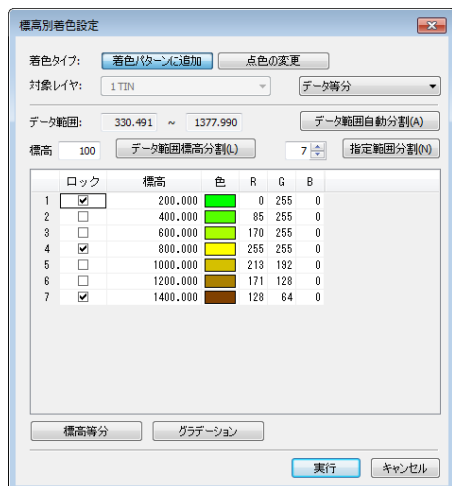 標高別着色設定
着色タイプ: 着色パターンに追加 点色の変更
対象レイヤ: 1 TIN データ等分
データ範囲: 330.491 ~ 1377.990 データ範囲自動分割(A)
標高 100 データ範囲標高分割(L) 7 指定範囲分割(N)
ロック 標高 色 R G B
1 200.000 0 255 0
2 400.000 85 255 0
3 600.000 170 255 0
4 800.000 255 255 0
5 1000.000 213 192 0
6 1200.000 171 128 0
7 1400.000 128 64 0
標高等分 グラデーション
実行 キャンセル